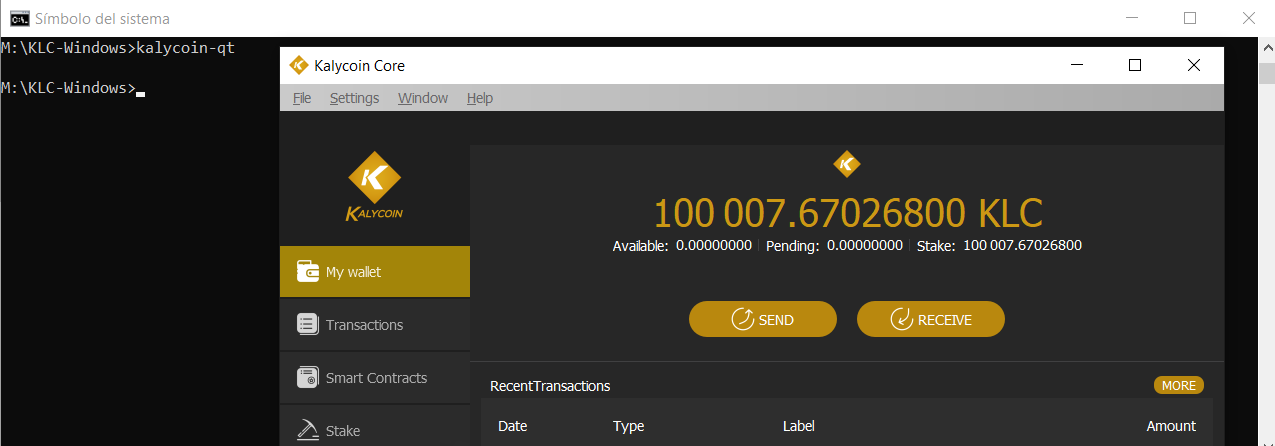 Símbolo del sistema
M:\KLC-Windows>kalycoin-qt
M:\KLC-Windows>
Kalycoin Core
File Settings Window Help
KALYCOIN
100 007.67026800 KLC
Available: 0.00000000 Pending: 0.00000000 Stake: 100 007.67026800
My wallet
SEND RECEIVE
Transactions
Smart Contracts
RecentTransactions MORE
Date Type Label Amount
Stake